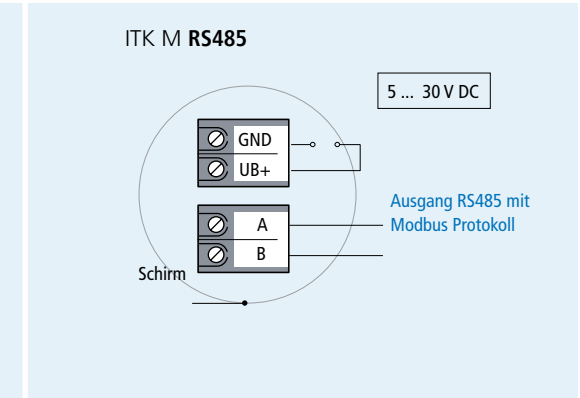 ITK M RS485
5 ... 30 V DC
GND
UB+
Ausgang RS485 mit
Modbus Protokoll
A
B
Schirm